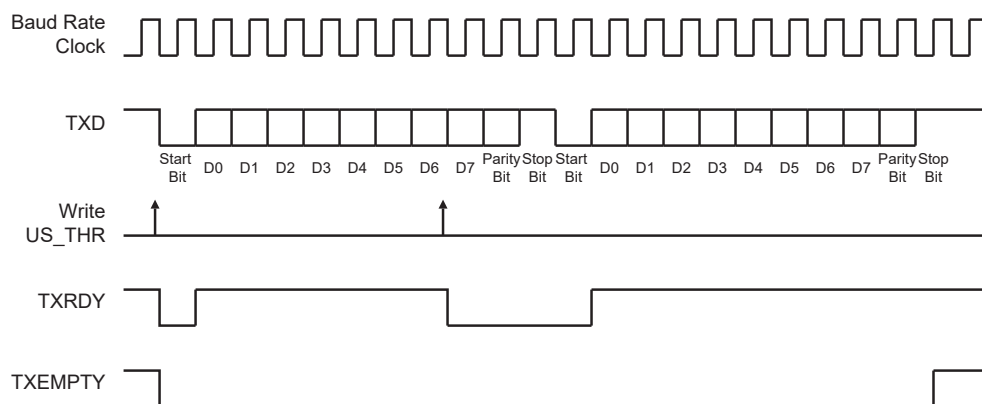 Baud Rate
Clock
TXD
Start
Bit
D0
D1
D2
D3
D4
D5
D6
D7
Parity
Bit
Stop
Bit
Start
Bit
D0
D1
D2
D3
D4
D5
D6
D7
Parity
Bit
Stop
Bit
Write
US_THR
TXRDY
TXEMPTY